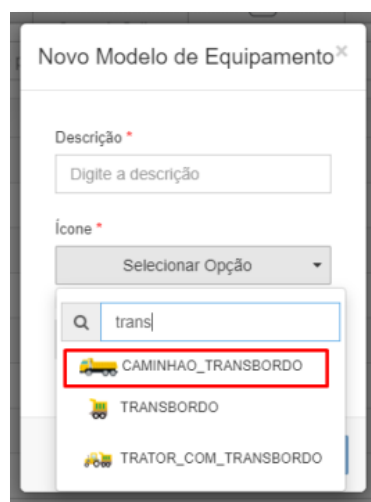 Novo Modelo de Equipamento ×
Descrição *
Digite a descrição
Ícone *
Selecionar Opção
trans
CAMINHAO_TRANSBORDO
TRANSBORDO
TRATOR_COM_TRANSBORDO